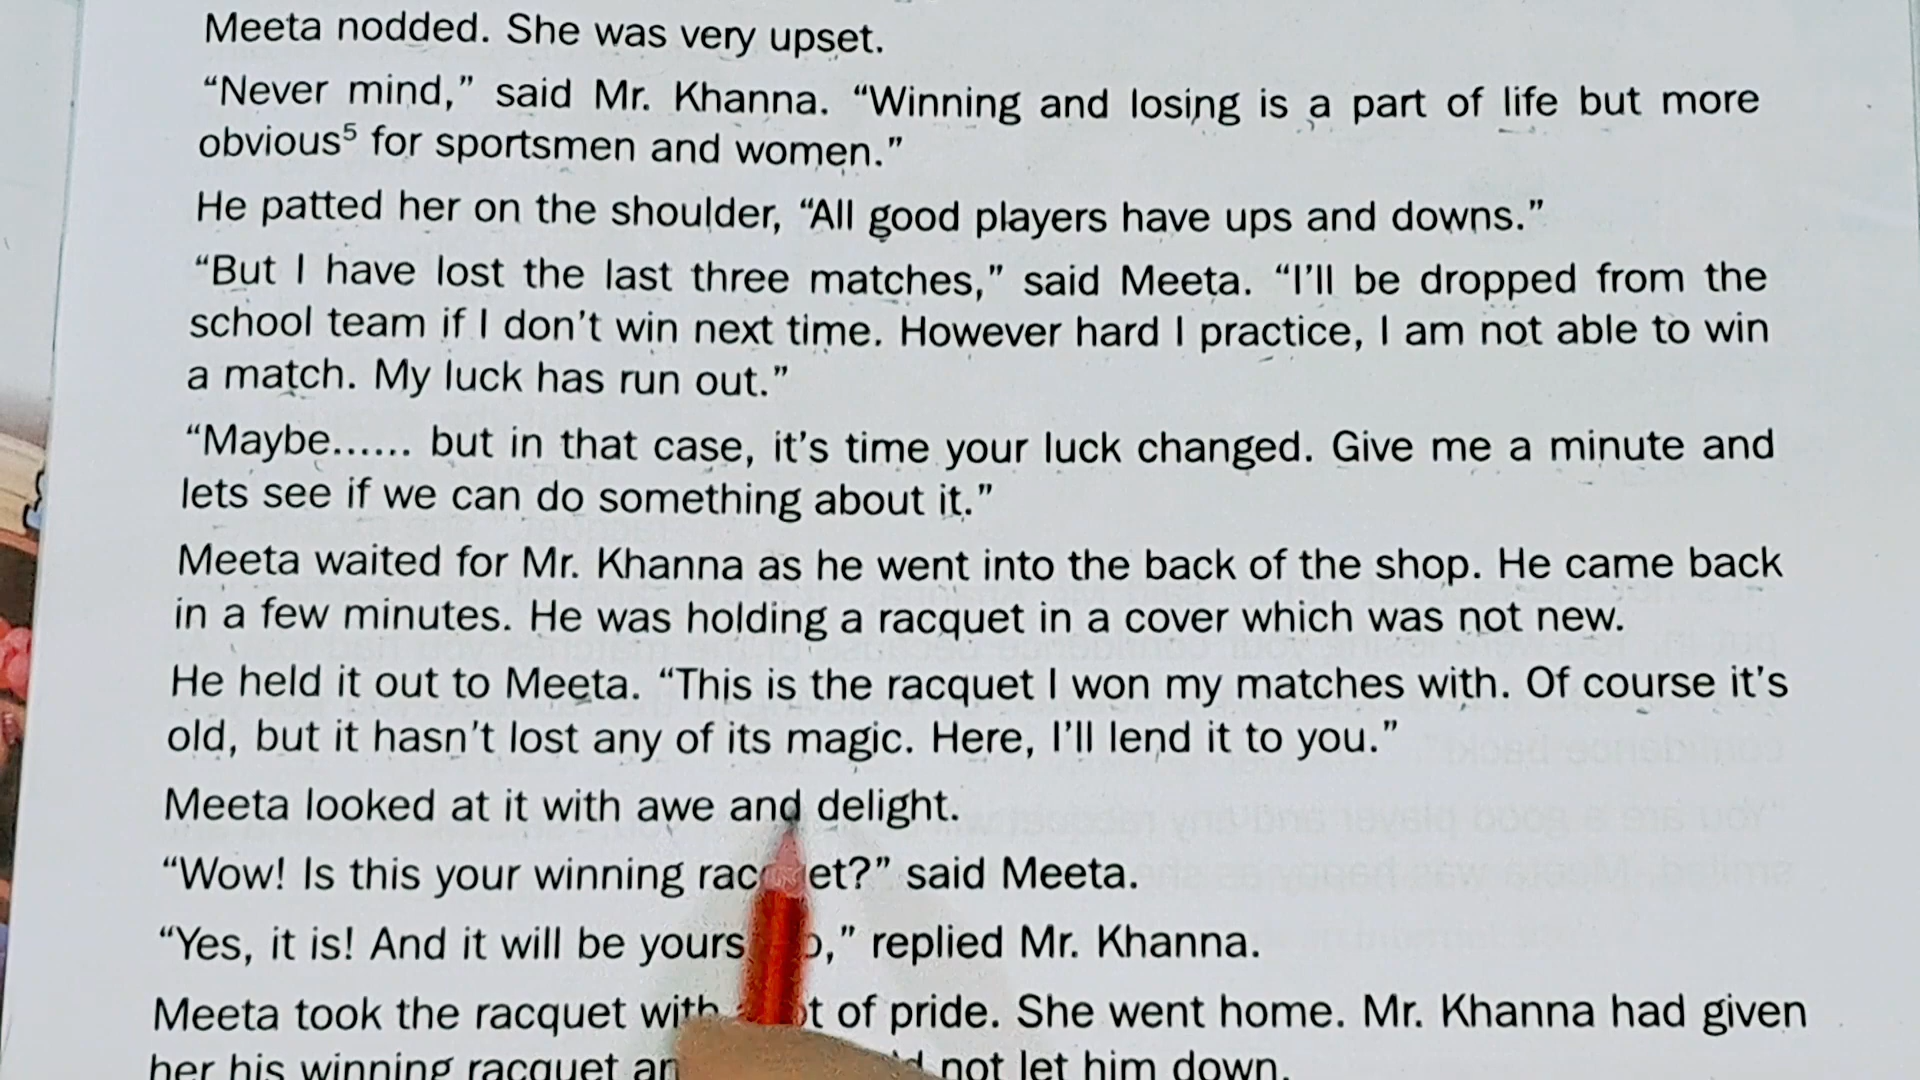 Meeta nodded. She was very upset.
“Never mind,” said Mr. Khanna. “Winning and losing is a part of life but more
obvious⁵ for sportsmen and women.”
He patted her on the shoulder, “All good players have ups and downs.”
“But I have lost the last three matches,” said Meeta. “I’ll be dropped from the
school team if I don’t win next time. However hard I practice, I am not able to win
a match. My luck has run out.”
“Maybe...... but in that case, it’s time your luck changed. Give me a minute and
lets see if we can do something about it.”
Meeta waited for Mr. Khanna as he went into the back of the shop. He came back
in a few minutes. He was holding a racquet in a cover which was not new.
He held it out to Meeta. “This is the racquet I won my matches with. Of course it’s
old, but it hasn’t lost any of its magic. Here, I’ll lend it to you.”
Meeta looked at it with awe and delight.
“Wow! Is this your winning racquet?” said Meeta.
“Yes, it is! And it will be yours replied Mr. Khanna.
Meeta took the racquet with of pride. She went home. Mr. Khanna had given
her his winning racquet not let him down.